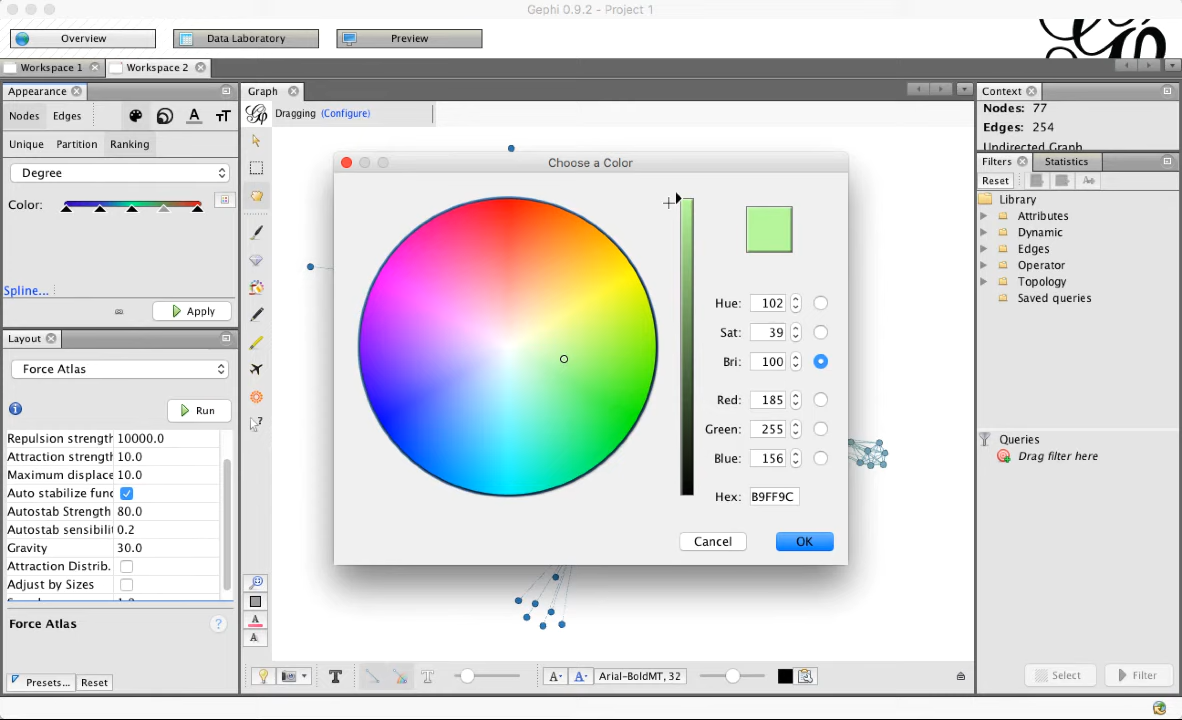 Gephi 0.9.2 - Project 1
Overview
Data Laboratory
Preview
Workspace 1
Workspace 2
Appearance
Nodes Edges
Unique Partition Ranking
Degree
Color:
Spline...
Apply
Layout
Force Atlas
Run
Repulsion strength 10000.0
Attraction strengt 10.0
Maximum displace 10.0
Auto stabilize func
Autostab Strength 80.0
Autostab sensibilit 0.2
Gravity 30.0
Attraction Distrib.
Adjust by Sizes
Force Atlas
?
Presets... Reset
Graph
Dragging (Configure)
Choose a Color
Hue: 102
Sat: 39
Bri: 100
Red: 185
Green: 255
Blue: 156
Hex: B9FF9C
Cancel OK
Arial-BoldMT, 32
Context
Nodes: 77
Edges: 254
Undirected Graph
Filters Statistics
Reset
Library
Attributes
Dynamic
Edges
Operator
Topology
Saved queries
Queries
Drag filter here
Select Filter